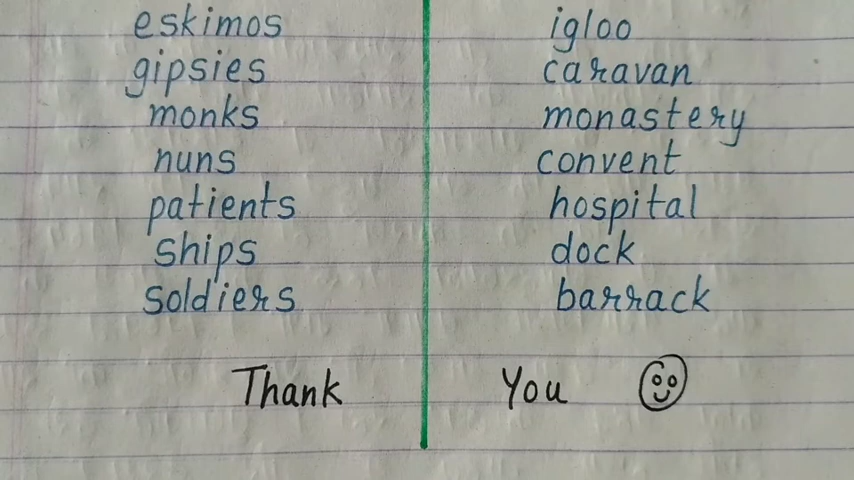 eskimos igloo
gipsies caravan
monks monastery
nuns convent
patients hospital
ships dock
soldiers barrack
Thank You